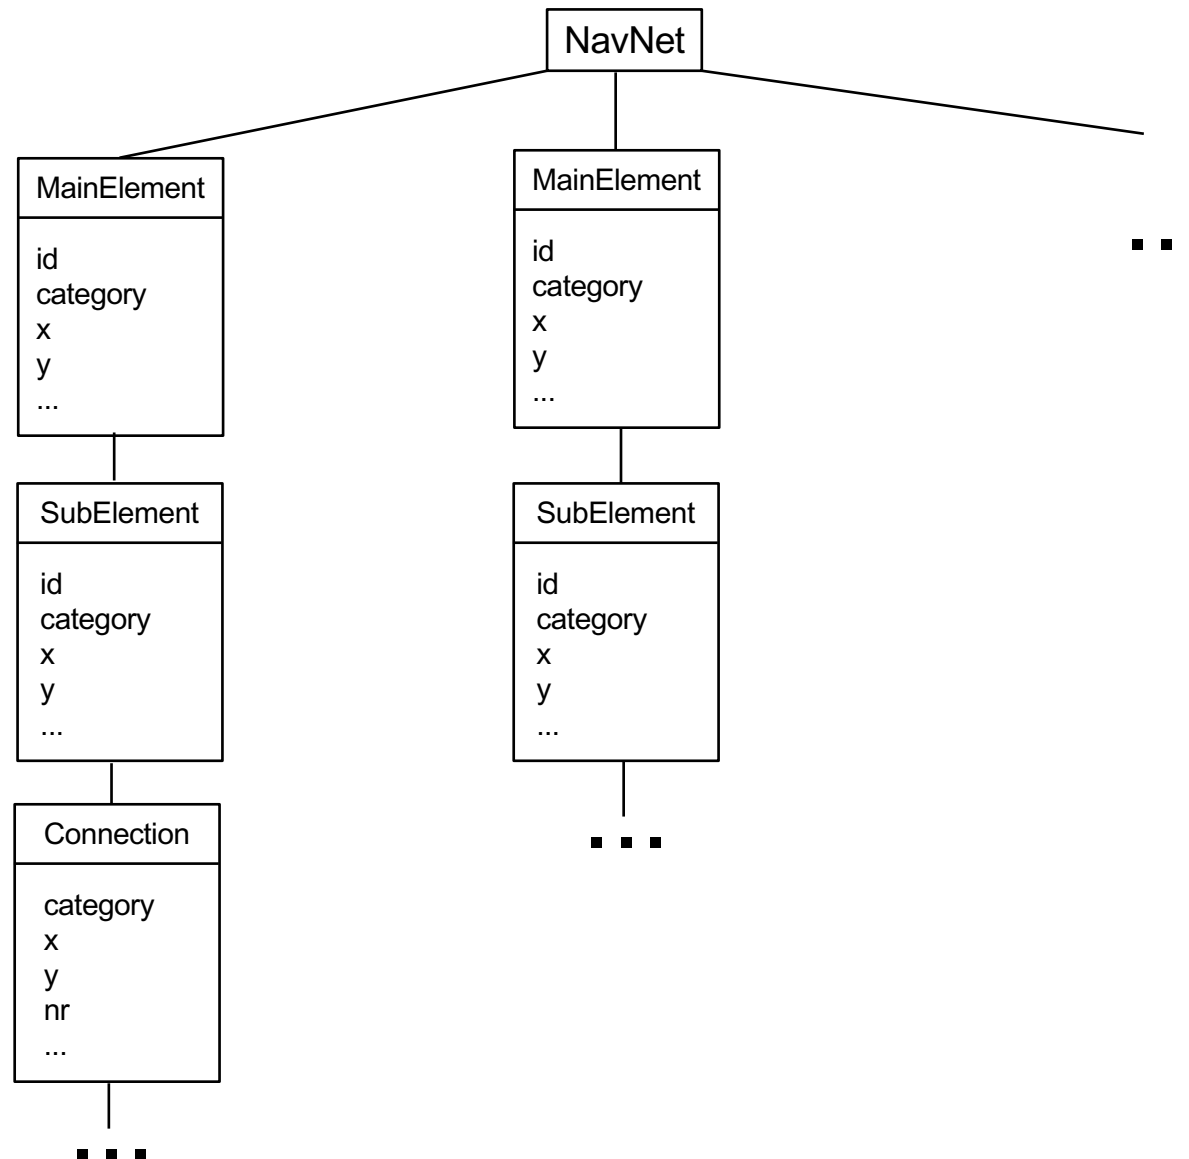 NavNet
MainElement
id
category
x
y
...
MainElement
id
category
x
y
...
SubElement
id
category
x
y
...
SubElement
id
category
x
y
...
Connection
category
x
y
nr
...